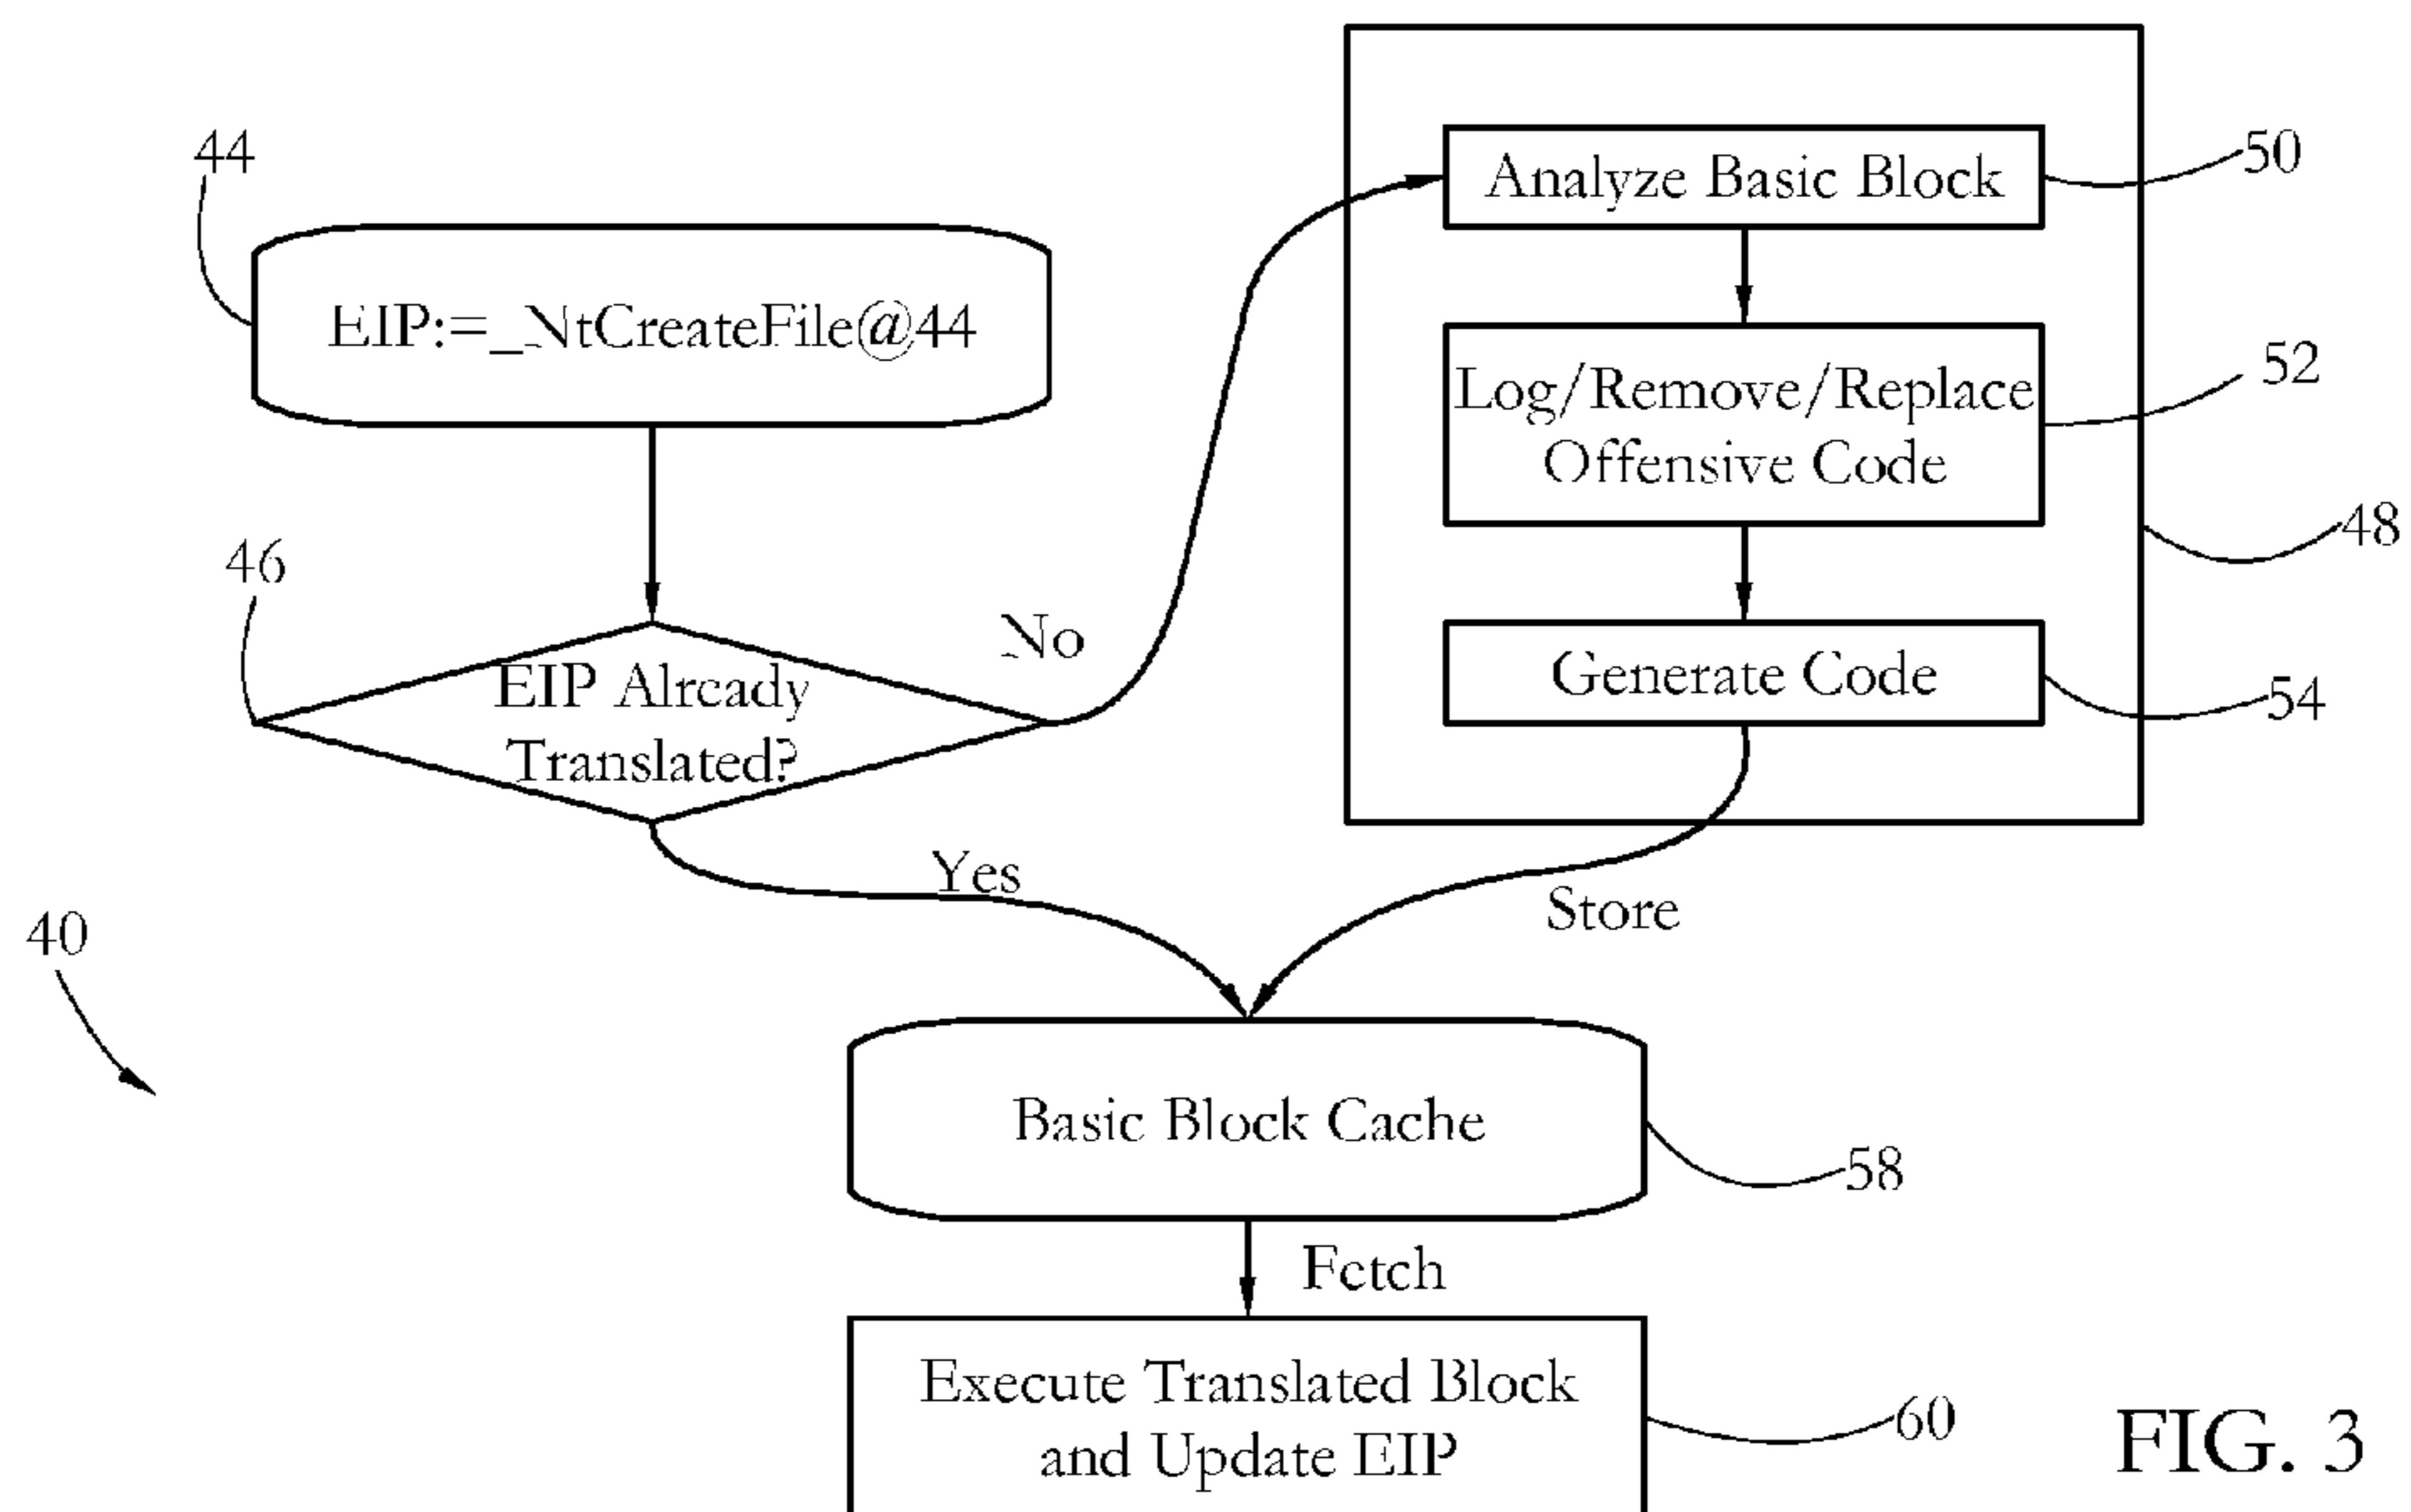 44
EIP:=_NtCreateFile@44
46
EIP Already
Translated?
No
Yes
Analyze Basic Block
50
Log/Remove/Replace
Offensive Code
52
48
Generate Code
54
Store
40
Basic Block Cache
58
Fetch
Execute Translated Block
and Update EIP
60
FIG. 3